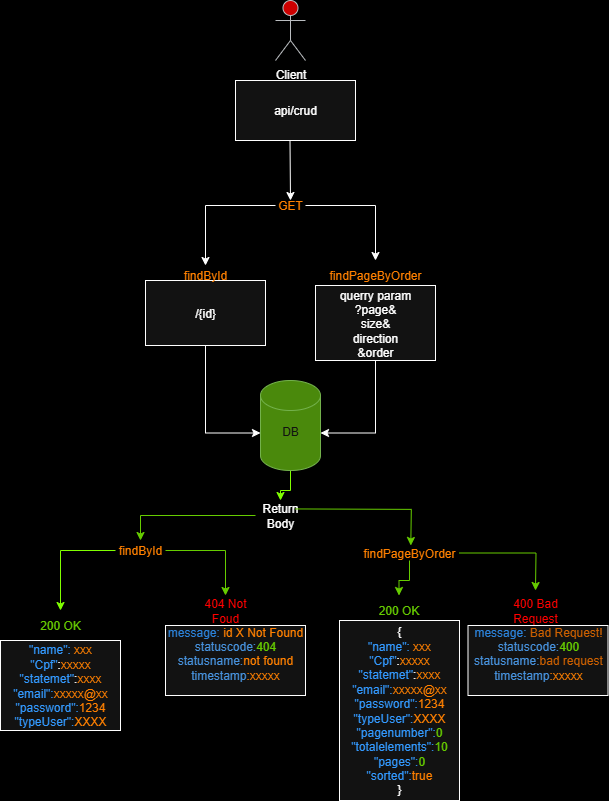 Client
api/crud
GET
findById
/{id}
findPageByOrder
querry param
?page&
size&
direction
&order
DB
Return
Body
findById
200 OK
"name": xxx
"Cpf":xxxxx
"statemet":xxxx
"email":xxxxx@xx
"password":1234
"typeUser":XXXX
404 Not
Foud
message: id X Not Found
statuscode:404
statusname:not found
timestamp:xxxxx
findPageByOrder
200 OK
{
"name": xxx
"Cpf":xxxxx
"statemet":xxxx
"email":xxxxx@xx
"password":1234
"typeUser":XXXX
"pagenumber":0
"totalelements":10
"pages":0
"sorted":true
}
400 Bad
Request
message: Bad Request!
statuscode:400
statusname:bad request
timestamp:xxxxx